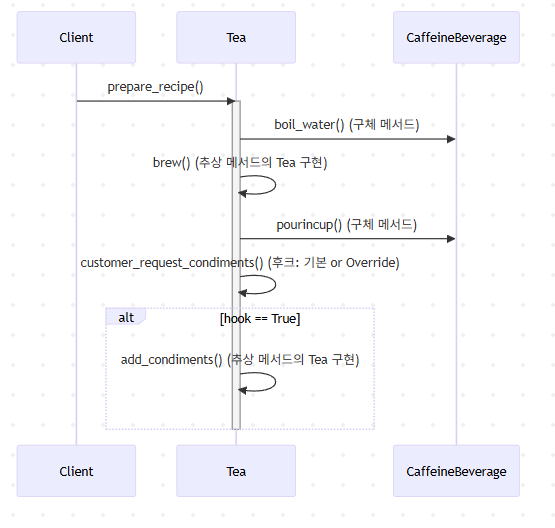 Client
Tea
CaffeineBeverage
prepare_recipe()
boil_water() (구체 메서드)
brew() (추상 메서드의 Tea 구현)
pourincup() (구체 메서드)
customer_request_condiments() (후크: 기본 or Override)
alt
[hook == True]
add_condiments() (추상 메서드의 Tea 구현)
Client
Tea
CaffeineBeverage